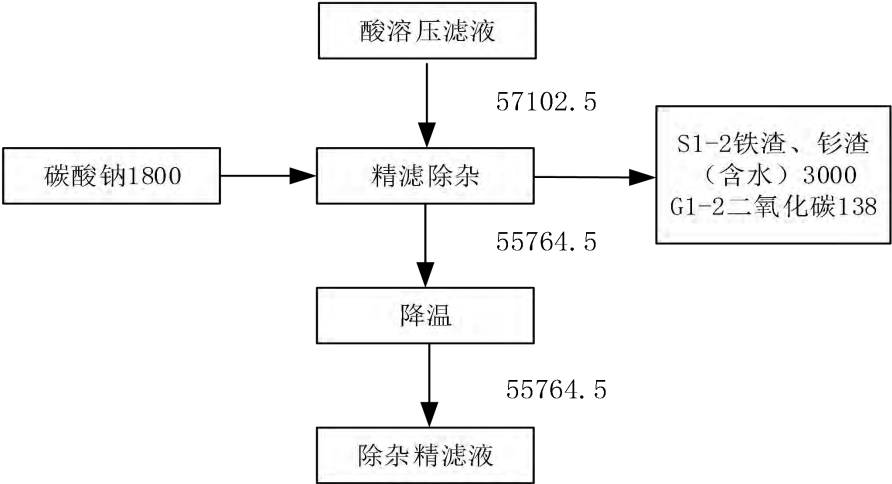 酸溶压滤液
57102.5
碳酸钠1800
精滤除杂
S1-2铁渣、钐渣
（含水）3000
G1-2二氧化碳138
55764.5
降温
55764.5
除杂精滤液